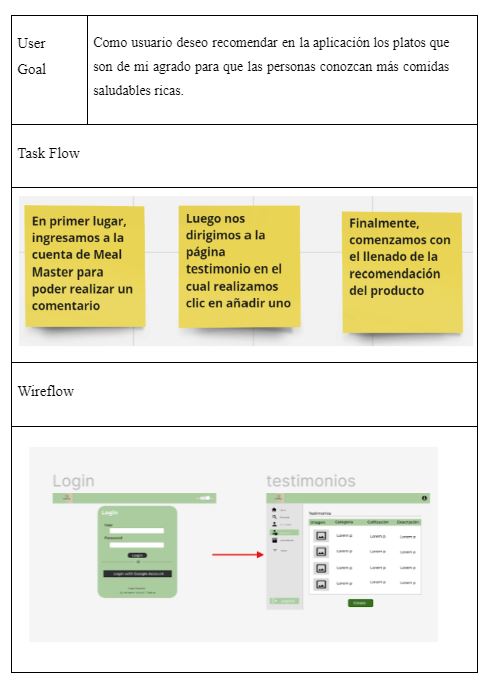 User
Goal
Como usuario deseo recomendar en la aplicación los platos que
son de mi agrado para que las personas conozcan más comidas
saludables ricas.
Task Flow
En primer lugar,
ingresamos a la
cuenta de Meal
Master para
poder realizar un
comentario
Luego nos
dirigimos a la
página
testimonio en el
cual realizamos
clic en añadir uno
Finalmente,
comenzamos con
el llenado de la
recomendación
del producto
Wireflow
Login
Login
Password
Login
Login with Google Account
testimonios
Testimonios
Imagen Categoria Calificación Descripción
Lorem p Lorem p Lorem p
Lorem p Lorem p Lorem p
Lorem p Lorem p Lorem p
Lorem p Lorem p Lorem p